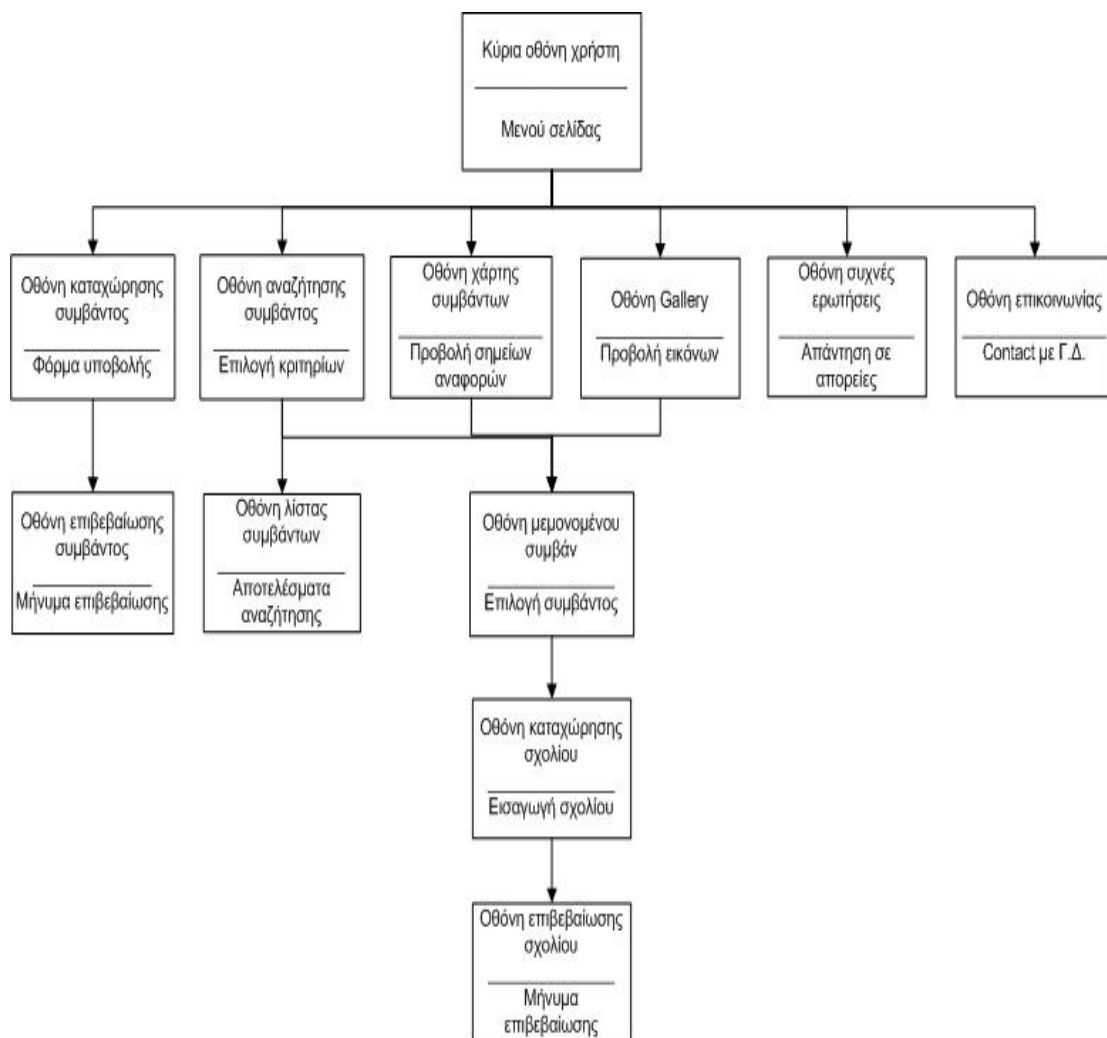 Κύρια οθόνη χρήστη
Μενού σελίδας
Οθόνη καταχώρησης
συμβάντος
Φόρμα υποβολής
Οθόνη αναζήτησης
συμβάντος
Επιλογή κριτηρίων
Οθόνη χάρτης
συμβάντων
Προβολή σημείων
αναφορών
Οθόνη Gallery
Προβολή εικόνων
Οθόνη συχνές
ερωτήσεις
Απάντηση σε
απορείες
Οθόνη επικοινωνίας
Contact με Γ.Δ.
Οθόνη επιβεβαίωσης
συμβάντος
Μήνυμα επιβεβαίωσης
Οθόνη λίστας
συμβάντων
Αποτελέσματα
αναζήτησης
Οθόνη μεμονομένου
συμβάν
Επιλογή συμβάντος
Οθόνη καταχώρησης
σχολίου
Εισαγωγή σχολίου
Οθόνη επιβεβαίωσης
σχολίου
Μήνυμα
επιβεβαίωσης